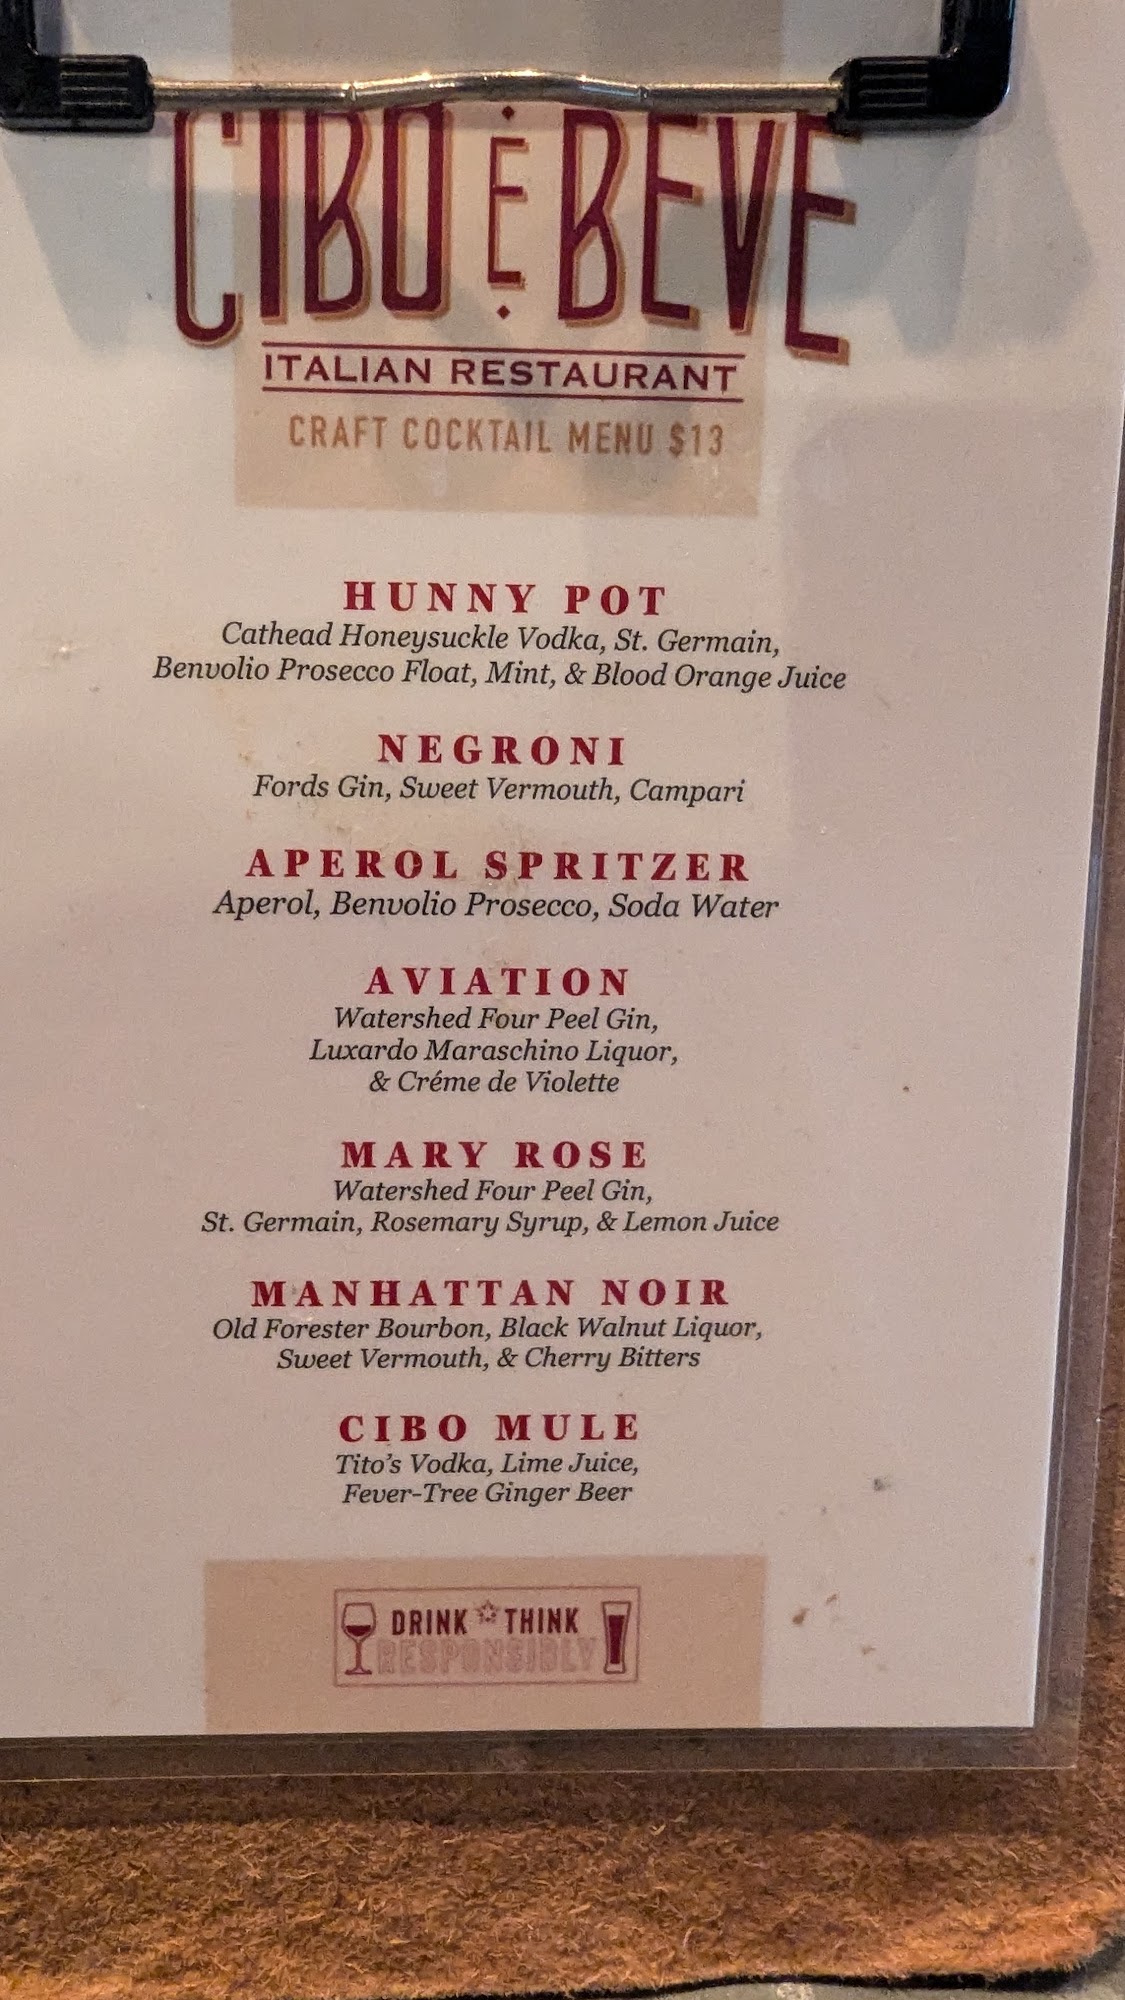 CIBO E BEVE
ITALIAN RESTAURANT
CRAFT COCKTAIL MENU $13
HUNNY POT
Cathead Honeysuckle Vodka, St. Germain,
Benvolio Prosecco Float, Mint, & Blood Orange Juice
NEGRONI
Fords Gin, Sweet Vermouth, Campari
APEROL SPRITZER
Aperol, Benvolio Prosecco, Soda Water
AVIATION
Watershed Four Peel Gin,
Luxardo Maraschino Liquor,
& Créme de Violette
MARY ROSE
Watershed Four Peel Gin,
St. Germain, Rosemary Syrup, & Lemon Juice
MANHATTAN NOIR
Old Forester Bourbon, Black Walnut Liquor,
Sweet Vermouth, & Cherry Bitters
CIBO MULE
Tito's Vodka, Lime Juice,
Fever-Tree Ginger Beer
DRINK THINK
RESPONSIBLY